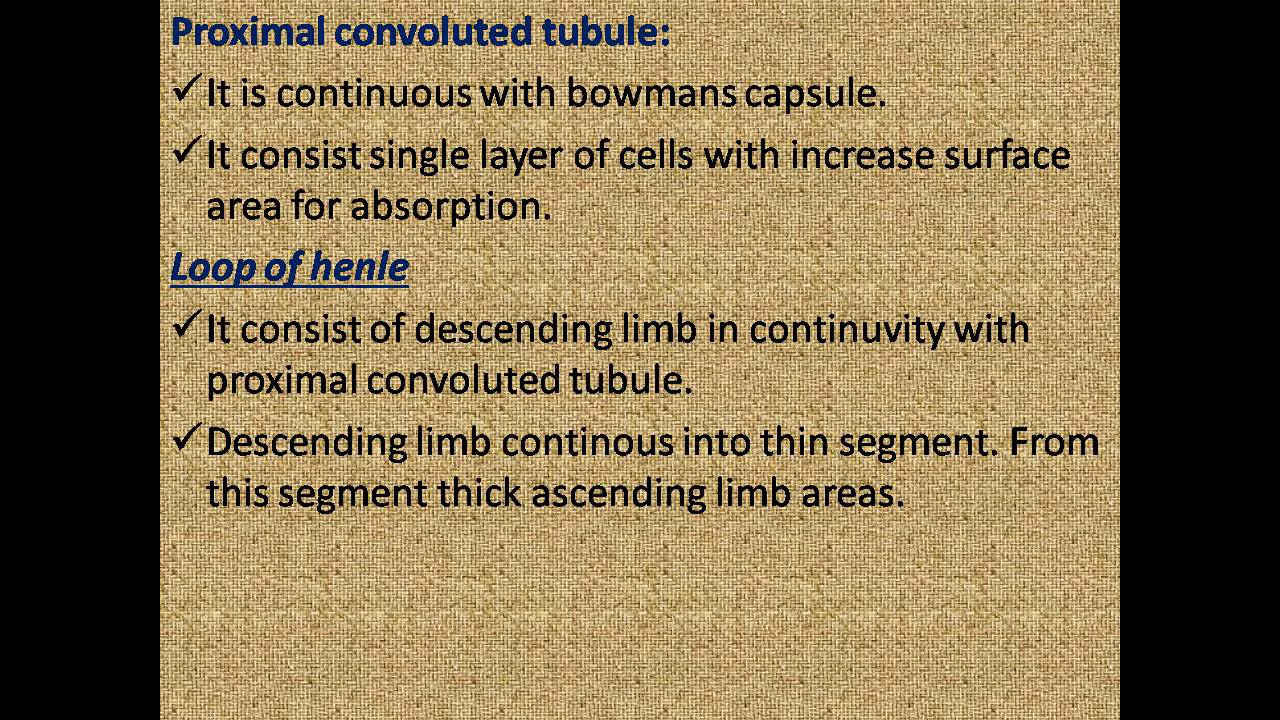 Proximal convoluted tubule:
✓It is continuous with bowmans capsule.
✓It consist single layer of cells with increase surface
area for absorption.
Loop of henle
✓It consist of descending limb in continuvity with
proximal convoluted tubule.
✓Descending limb continous into thin segment. From
this segment thick ascending limb areas.